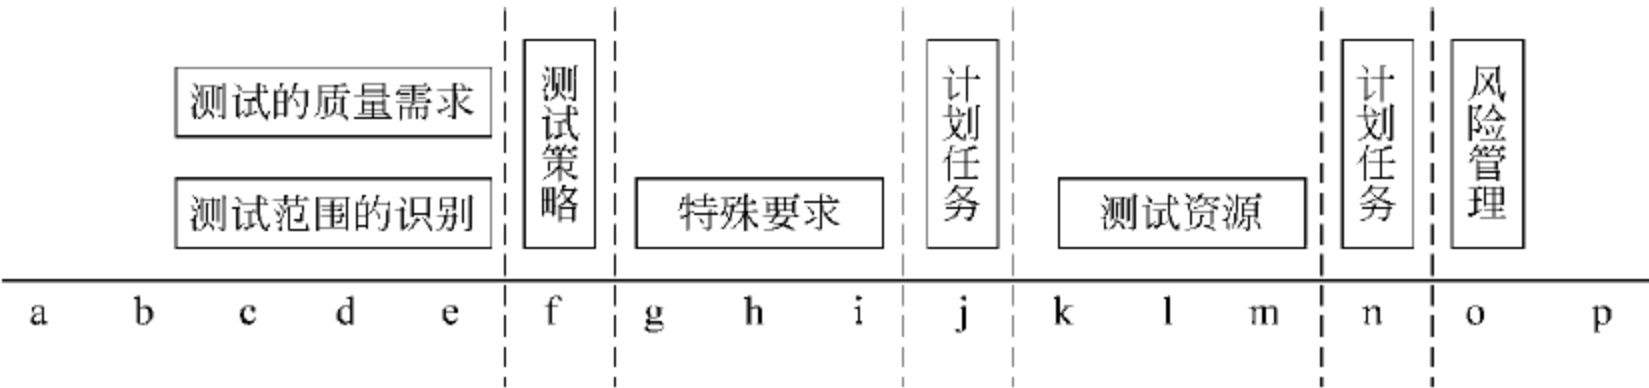 测试的质量需求
测试范围的识别
测试策略
特殊要求
计划任务
测试资源
计划任务
风险管理
a b c d e f g h i j k l m n o p